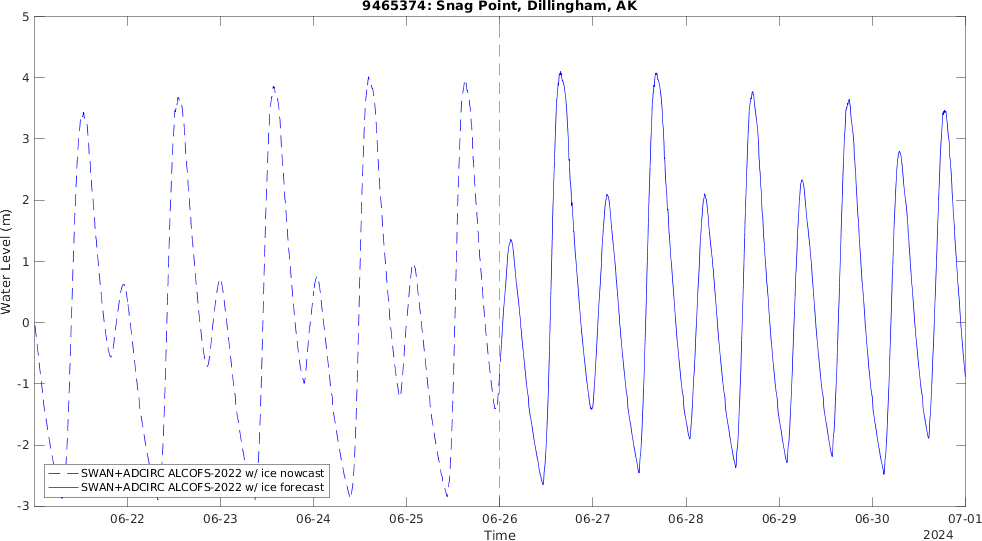 9465374: Snag Point, Dillingham, AK
5
4
3
2
1
0
-1
-2
-3
Water Level (m)
SWAN+ADCIRC ALCOFS-2022 w/ ice nowcast
SWAN+ADCIRC ALCOFS-2022 w/ ice forecast
06-22 06-23 06-24 06-25 06-26 06-27 06-28 06-29 06-30 07-01
Time
2024